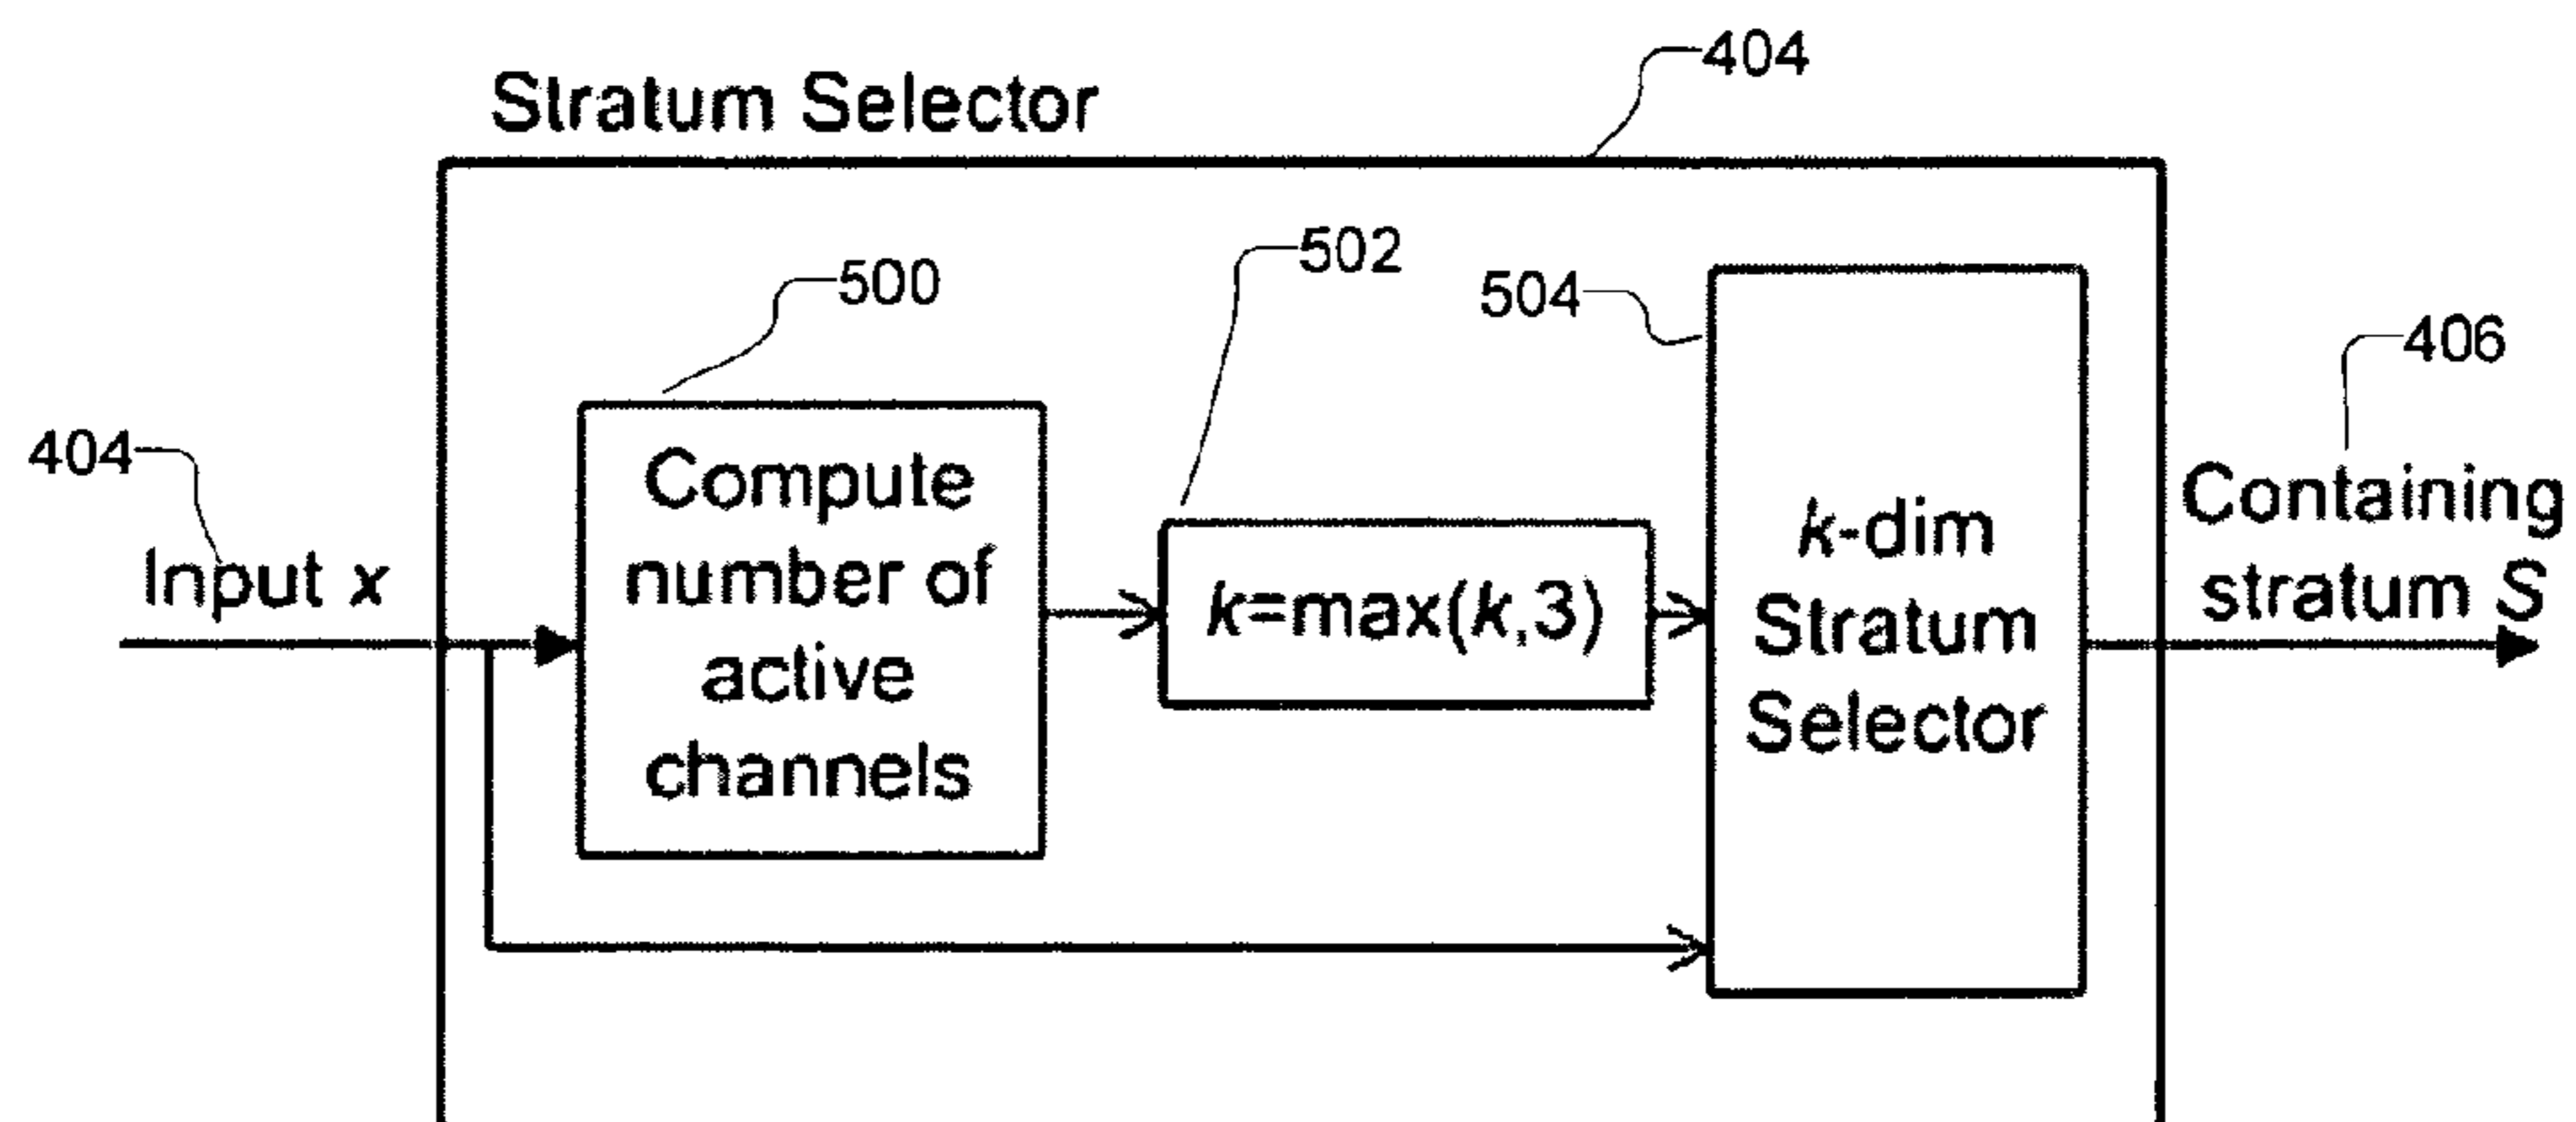 404
Stratum Selector
500
502
504
406
404
Input x
Compute
number of
active
channels
k=max(k,3)
k-dim
Stratum
Selector
Containing
stratum S